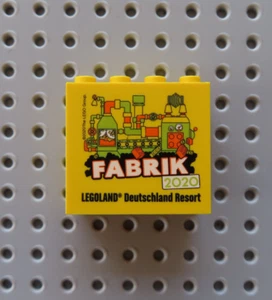 FABRIK
2020
LEGOLAND® Deutschland Resort